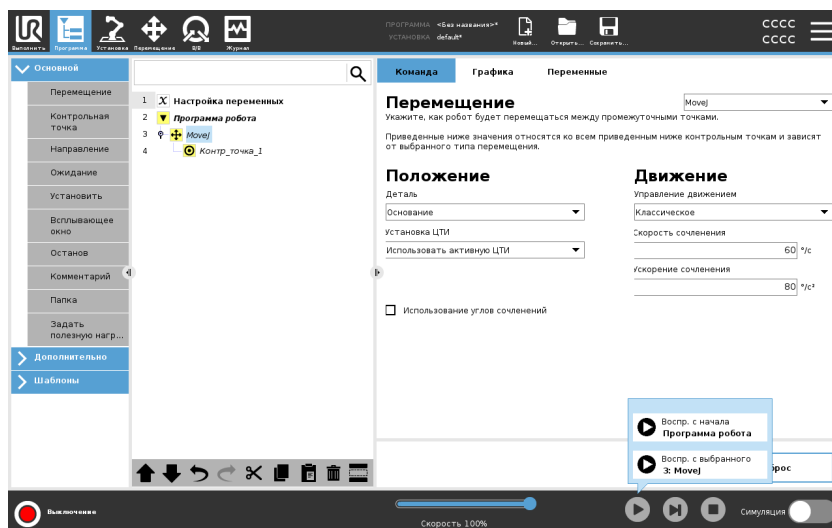 ПРОГРАММА <Без названия>*
УСТАНОВКА default*
UR
Выполнить Программа Установка Перемещение В/В Журнал
Новый... Открыть... Сохранить...
CCCC
CCCC
Основной
Перемещение
Контрольная
точка
Направление
Ожидание
Установить
Всплывающее
окно
Останов
Комментарий
Папка
Задать
полезную нагр...
Дополнительно
Шаблоны
1 X Настройка переменных
2 Программа робота
3 MoveJ
4 Контр_точка_1
Команда Графика Переменные
Перемещение MoveJ
Укажите, как робот будет перемещаться между промежуточными точками.
Приведенные ниже значения относятся ко всем приведенным ниже контрольным точкам и зависят
от выбранного типа перемещения.
Положение Движение
Деталь Управление движением
Основание Классическое
Установка ЦТИ Скорость сочленения
Использовать активную ЦТИ 60 °/с
Ускорение сочленения
80 °/с²
Использование углов сочленений
Воспр. с начала
Программа робота
Воспр. с выбранного
3: MoveJ
брос
Выключение
Скорость 100%
Симуляция